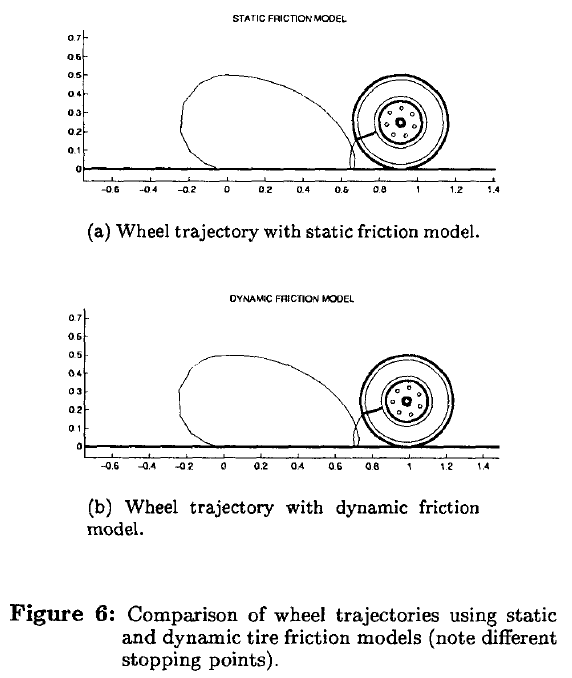 STATIC FRICTION MODEL
0.7
0.6
0.5
0.4
0.3
0.2
0.1
0
-0.6 -0.4 -0.2 0 0.2 0.4 0.6 0.8 1 1.2 1.4
(a) Wheel trajectory with static friction model.
DYNAMIC FRICTION MODEL
0.7
0.6
0.5
0.4
0.3
0.2
0.1
0
-0.6 -0.4 -0.2 0 0.2 0.4 0.6 0.8 1 1.2 1.4
(b) Wheel trajectory with dynamic friction
model.
Figure 6: Comparison of wheel trajectories using static
and dynamic tire friction models (note different
stopping points).